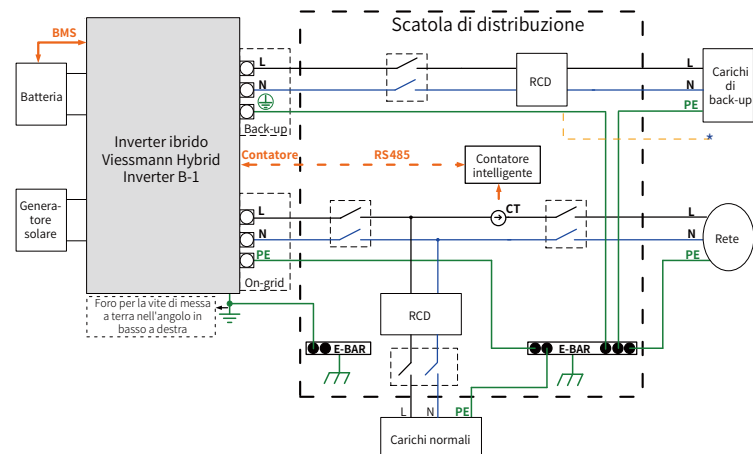 Scatola di distribuzione
BMS
Batteria
L
N
Back-up
RCD
L
N
PE
Carichi
di
back-up
*
Inverter ibrido
Viessmann Hybrid
Inverter B-1
Contatore
RS485
Contatore
intelligente
CT
Genera-
tore
solare
L
N
PE
On-grid
L
N
PE
Rete
Foro per la vite di messa
a terra nell'angolo in
basso a destra
RCD
E-BAR
E-BAR
L
N
PE
Carichi normali